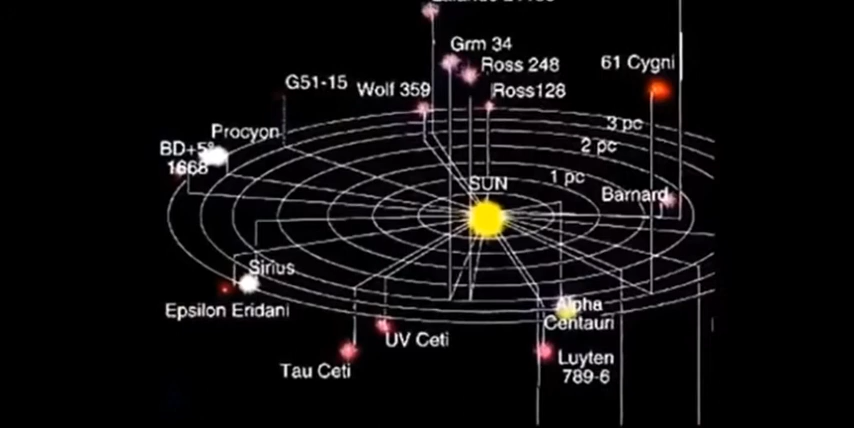 Grm 34
Ross 248
61 Cygni
G51-15
Wolf 359
Ross128
3 pc
Procyon
2 pc
BD+5°
1668
1 pc
SUN
Barnard
Sirius
Epsilon Eridani
Alpha
Centauri
UV Ceti
Luyten
789-6
Tau Ceti